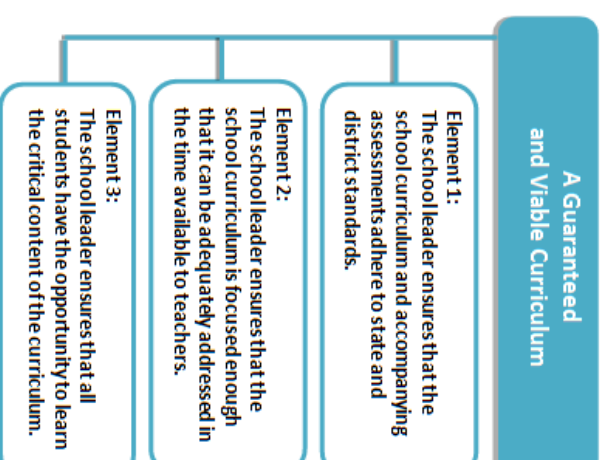 A Guaranteed
and Viable Curriculum
Element 1:
The school leader ensures that the
school curriculum and accompanying
assessments adhere to state and
district standards.
Element 2:
The school leader ensures that the
school curriculum is focused enough
that it can be adequately addressed in
the time available to teachers.
Element 3:
The school leader ensures that all
students have the opportunity to learn
the critical content of the curriculum.